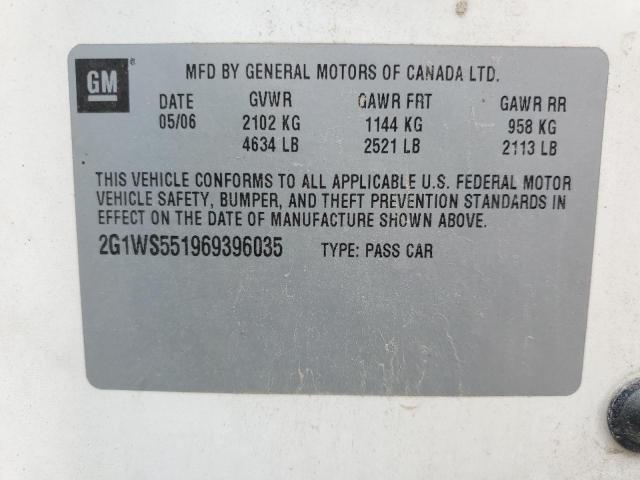 GM ®
MFD BY GENERAL MOTORS OF CANADA LTD.
DATE GVWR GAWR FRT GAWR RR
05/06 2102 KG 1144 KG 958 KG
4634 LB 2521 LB 2113 LB
THIS VEHICLE CONFORMS TO ALL APPLICABLE U.S. FEDERAL MOTOR
VEHICLE SAFETY, BUMPER, AND THEFT PREVENTION STANDARDS IN
EFFECT ON THE DATE OF MANUFACTURE SHOWN ABOVE.
2G1WS551969396035 TYPE: PASS CAR